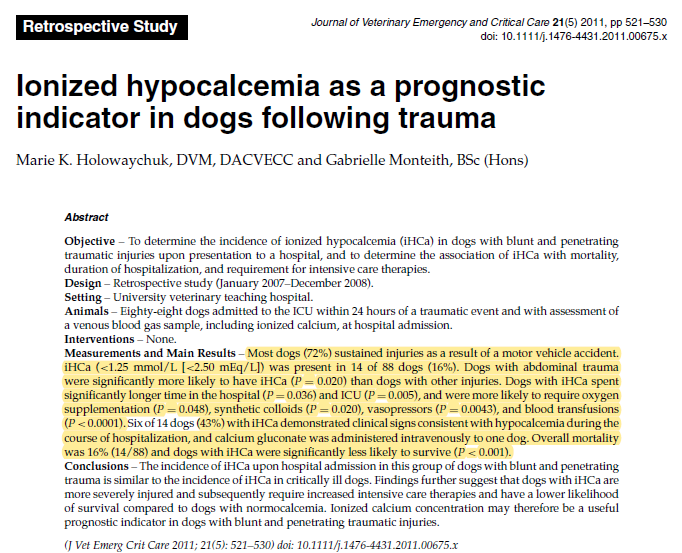 Retrospective Study
Journal of Veterinary Emergency and Critical Care 21(5) 2011, pp 521–530
doi: 10.1111/j.1476-4431.2011.00675.x
Ionized hypocalcemia as a prognostic
indicator in dogs following trauma
Marie K. Holowaychuk, DVM, DACVECC and Gabrielle Monteith, BSc (Hons)
Abstract
Objective – To determine the incidence of ionized hypocalcemia (iHCa) in dogs with blunt and penetrating
traumatic injuries upon presentation to a hospital, and to determine the association of iHCa with mortality,
duration of hospitalization, and requirement for intensive care therapies.
Design – Retrospective study (January 2007–December 2008).
Setting – University veterinary teaching hospital.
Animals – Eighty-eight dogs admitted to the ICU within 24 hours of a traumatic event and with assessment of
a venous blood gas sample, including ionized calcium, at hospital admission.
Interventions – None.
Measurements and Main Results – Most dogs (72%) sustained injuries as a result of a motor vehicle accident.
iHCa (<1.25 mmol/L [<2.50 mEq/L]) was present in 14 of 88 dogs (16%). Dogs with abdominal trauma
were significantly more likely to have iHCa (P = 0.020) than dogs with other injuries. Dogs with iHCa spent
significantly longer time in the hospital (P = 0.036) and ICU (P = 0.005), and were more likely to require oxygen
supplementation (P = 0.048), synthetic colloids (P = 0.020), vasopressors (P = 0.0043), and blood transfusions
(P < 0.0001). Six of 14 dogs (43%) with iHCa demonstrated clinical signs consistent with hypocalcemia during the
course of hospitalization, and calcium gluconate was administered intravenously to one dog. Overall mortality
was 16% (14/88) and dogs with iHCa were significantly less likely to survive (P < 0.001).
Conclusions – The incidence of iHCa upon hospital admission in this group of dogs with blunt and penetrating
trauma is similar to the incidence of iHCa in critically ill dogs. Findings further suggest that dogs with iHCa are
more severely injured and subsequently require increased intensive care therapies and have a lower likelihood
of survival compared to dogs with normocalcemia. Ionized calcium concentration may therefore be a useful
prognostic indicator in dogs with blunt and penetrating traumatic injuries.
(J Vet Emerg Crit Care 2011; 21(5): 521–530) doi: 10.1111/j.1476-4431.2011.00675.x